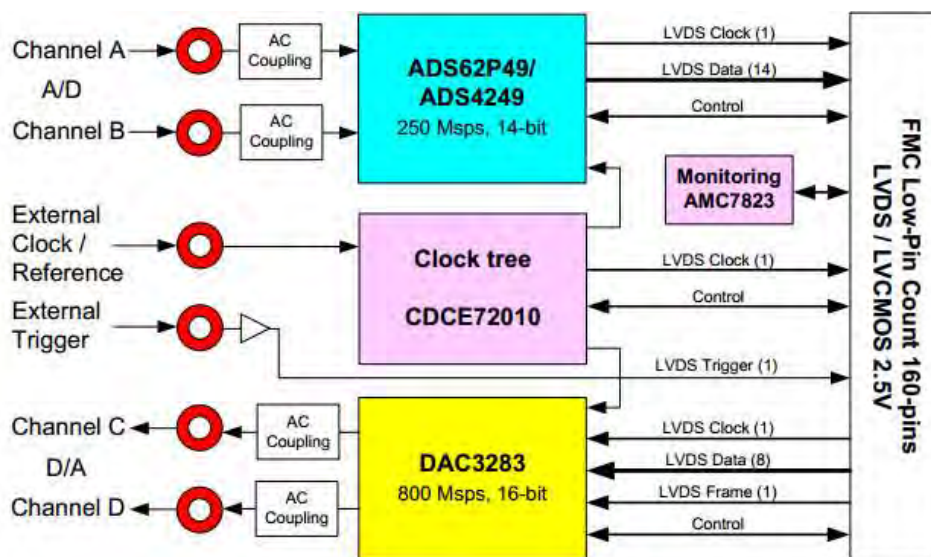 Channel A
A/D
Channel B
AC
Coupling
AC
Coupling
ADS62P49/
ADS4249
250 Msps, 14-bit
LVDS Clock (1)
LVDS Data (14)
Control
Monitoring
AMC7823
External
Clock /
Reference
External
Trigger
Clock tree
CDCE72010
LVDS Clock (1)
Control
LVDS Trigger (1)
Channel C
D/A
Channel D
AC
Coupling
AC
Coupling
DAC3283
800 Msps, 16-bit
LVDS Clock (1)
LVDS Data (8)
LVDS Frame (1)
Control
FMC Low-Pin Count 160-pins
LVDS / LVCMOS 2.5V